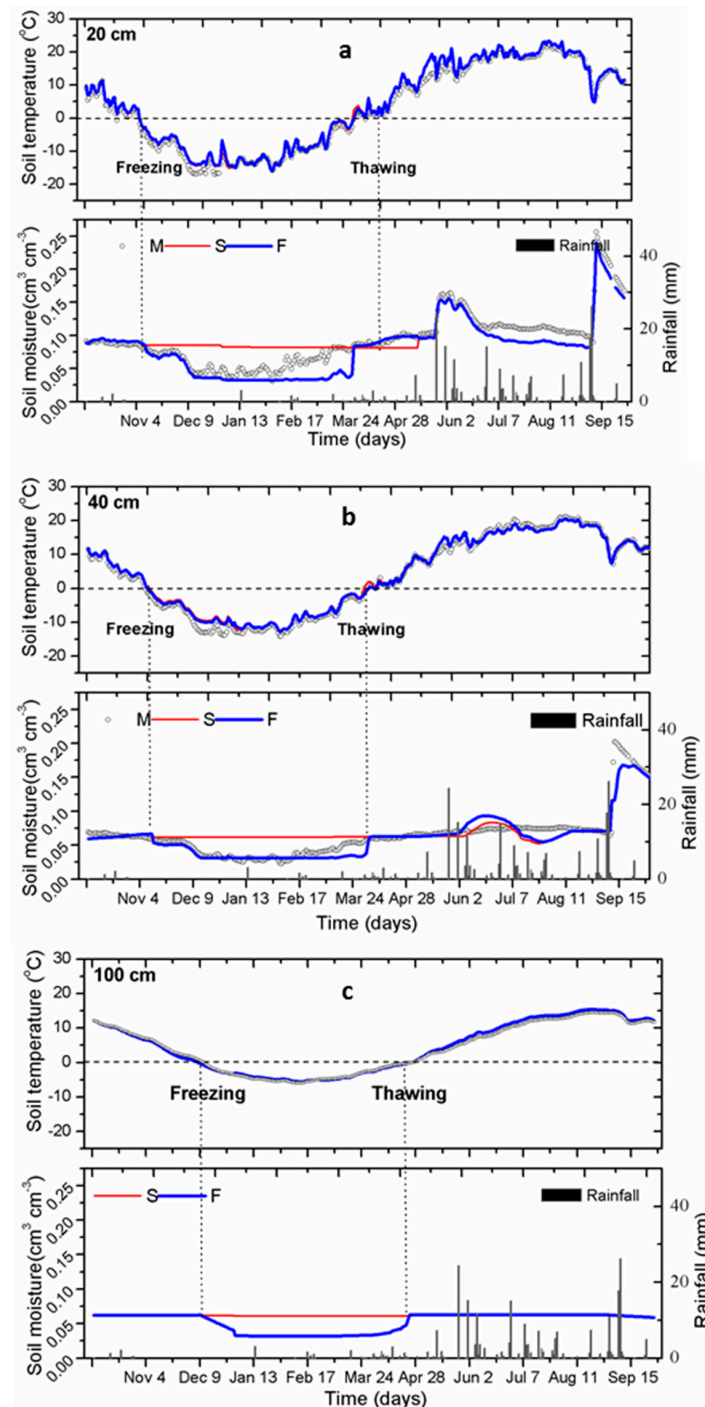 20 cm
a
Soil temperature (°C)
30
20
10
0
-10
-20
Freezing
Thawing
M S F
Rainfall
Soil moisture(cm³ cm⁻³)
0.25
0.20
0.15
0.10
0.05
0.00
Rainfall (mm)
40
20
0
Nov 4 Dec 9 Jan 13 Feb 17 Mar 24 Apr 28 Jun 2 Jul 7 Aug 11 Sep 15
Time (days)
40 cm
b
Soil temperature (°C)
30
20
10
0
-10
-20
Freezing
Thawing
M S F
Rainfall
Soil moisture(cm³ cm⁻³)
0.25
0.20
0.15
0.10
0.05
0.00
Rainfall (mm)
40
20
0
Nov 4 Dec 9 Jan 13 Feb 17 Mar 24 Apr 28 Jun 2 Jul 7 Aug 11 Sep 15
Time (days)
100 cm
c
Soil temperature (°C)
30
20
10
0
-10
-20
Freezing
Thawing
S F
Rainfall
Soil moisture(cm³ cm⁻³)
0.25
0.20
0.15
0.10
0.05
0.00
Rainfall (mm)
40
20
0
Nov 4 Dec 9 Jan 13 Feb 17 Mar 24 Apr 28 Jun 2 Jul 7 Aug 11 Sep 15
Time (days)